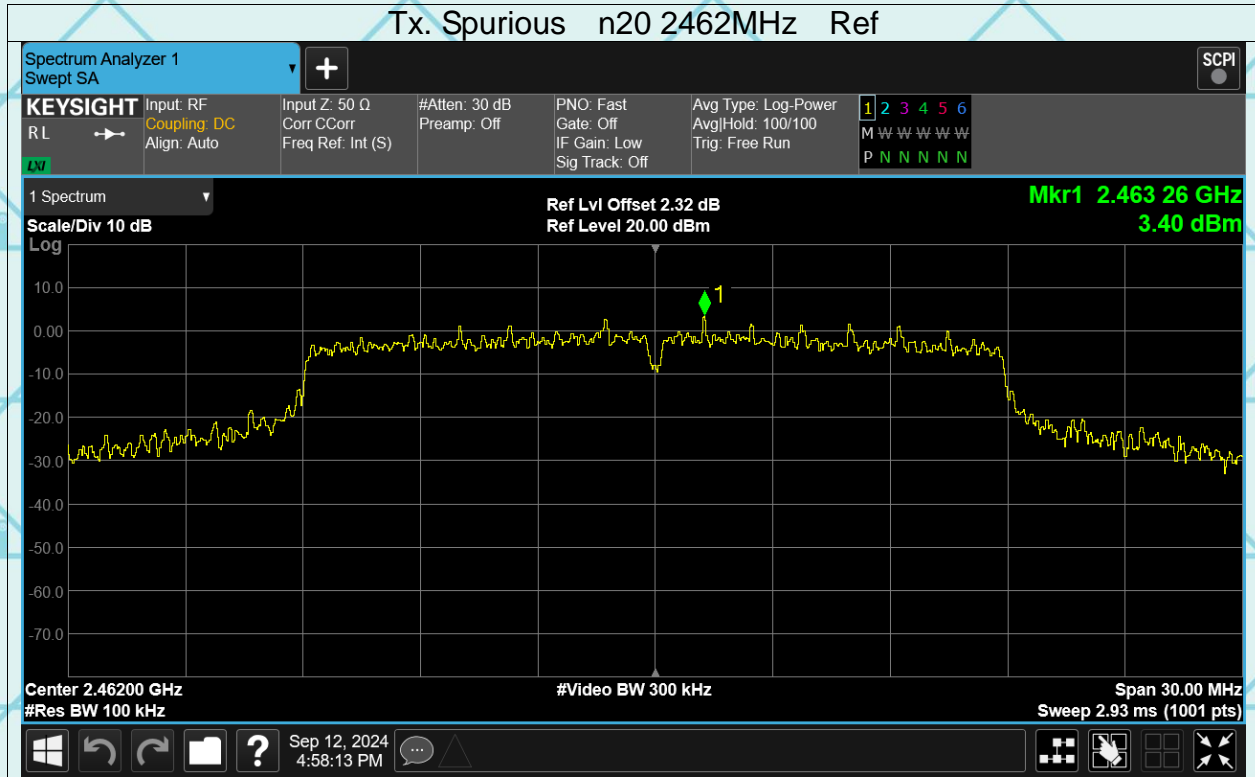 Tx. Spurious n20 2462MHz Ref
Spectrum Analyzer 1
Swept SA
SCPI
KEYSIGHT
R L
LXI
Input: RF
Coupling: DC
Align: Auto
Input Z: 50 Ω
Corr CCorr
Freq Ref: Int (S)
#Atten: 30 dB
Preamp: Off
PNO: Fast
Gate: Off
IF Gain: Low
Sig Track: Off
Avg Type: Log-Power
Avg|Hold: 100/100
Trig: Free Run
1 2 3 4 5 6
M W W W W W
P N N N N N
1 Spectrum
Scale/Div 10 dB
Ref Lvl Offset 2.32 dB
Ref Level 20.00 dBm
Mkr1 2.463 26 GHz
3.40 dBm
Log
10.0
0.00
-10.0
-20.0
-30.0
-40.0
-50.0
-60.0
-70.0
1
Center 2.46200 GHz
#Res BW 100 kHz
#Video BW 300 kHz
Span 30.00 MHz
Sweep 2.93 ms (1001 pts)
?
Sep 12, 2024
4:58:13 PM